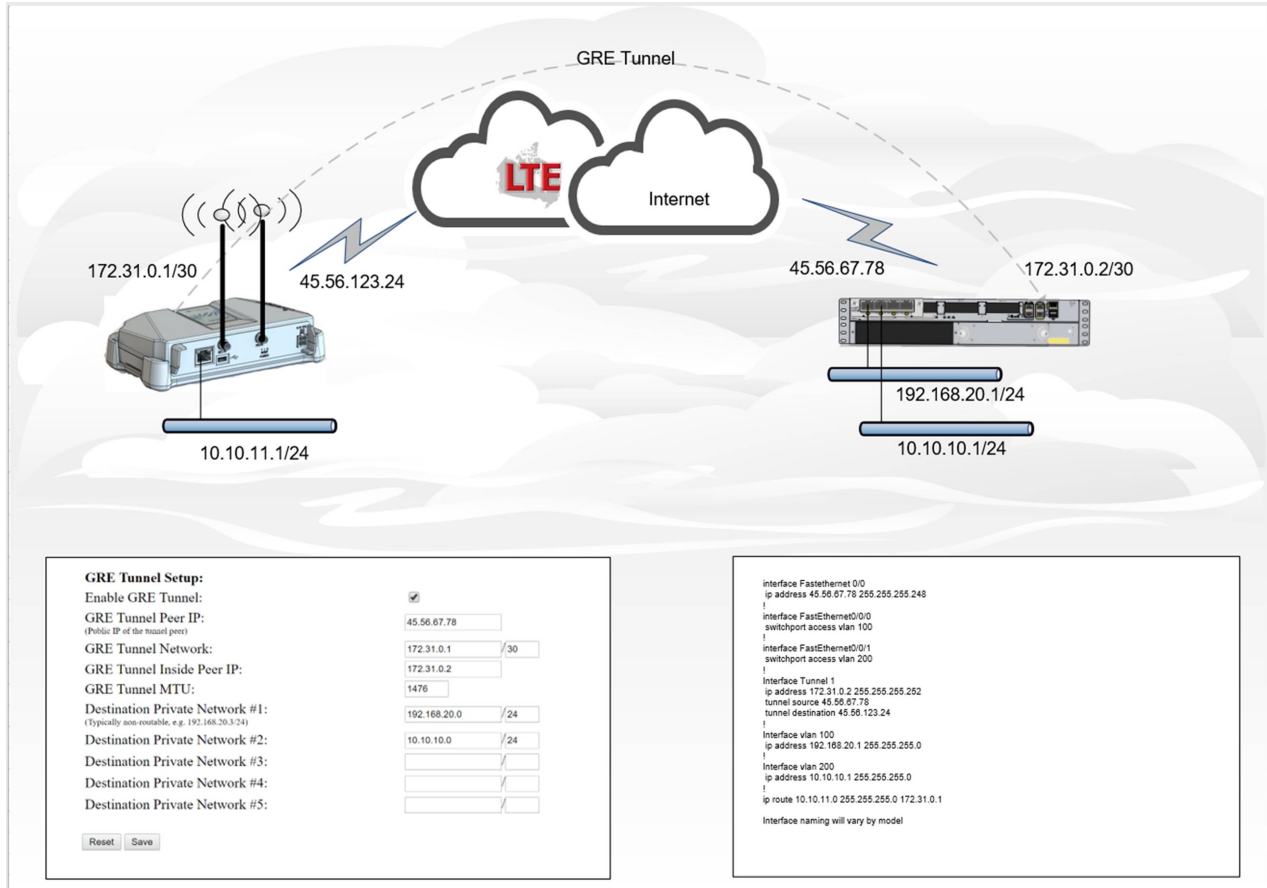 GRE Tunnel
LTE
Internet
172.31.0.1/30
45.56.123.24
45.56.67.78
172.31.0.2/30
192.168.20.1/24
10.10.11.1/24
10.10.10.1/24
GRE Tunnel Setup:
Enable GRE Tunnel:
GRE Tunnel Peer IP: 45.56.67.78
(Public IP of the tunnel peer)
GRE Tunnel Network: 172.31.0.1 / 30
GRE Tunnel Inside Peer IP: 172.31.0.2
GRE Tunnel MTU: 1476
Destination Private Network #1: 192.168.20.0 / 24
(Typically non-routable, e.g. 192.168.20.3/24)
Destination Private Network #2: 10.10.10.0 / 24
Destination Private Network #3: /
Destination Private Network #4: /
Destination Private Network #5: /
Reset Save
interface Fastethernet 0/0
ip address 45.56.67.78 255.255.255.248
!
interface FastEthernet0/0/0
switchport access vlan 100
!
interface FastEthernet0/0/1
switchport access vlan 200
!
Interface Tunnel 1
ip address 172.31.0.2 255.255.255.252
tunnel source 45.56.67.78
tunnel destination 45.56.123.24
!
Interface vlan 100
ip address 192.168.20.1 255.255.255.0
!
Interface vlan 200
ip address 10.10.10.1 255.255.255.0
!
ip route 10.10.11.0 255.255.255.0 172.31.0.1
Interface naming will vary by model